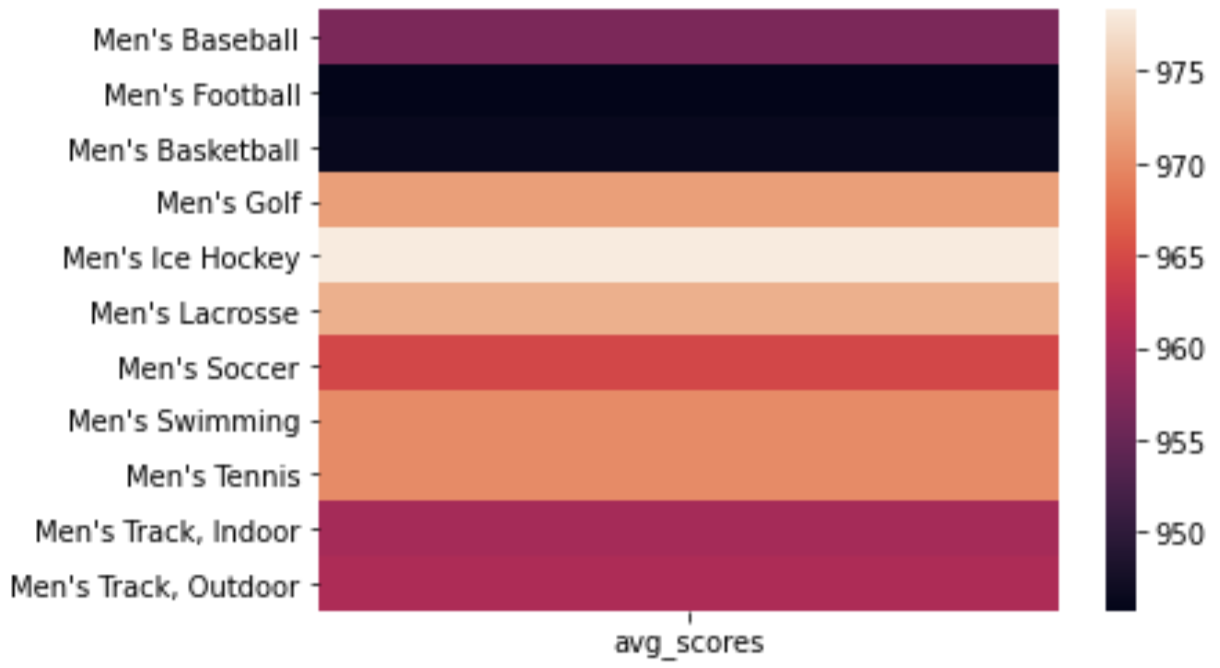 Men's Baseball
Men's Football
Men's Basketball
Men's Golf
Men's Ice Hockey
Men's Lacrosse
Men's Soccer
Men's Swimming
Men's Tennis
Men's Track, Indoor
Men's Track, Outdoor
avg_scores
975
970
965
960
955
950